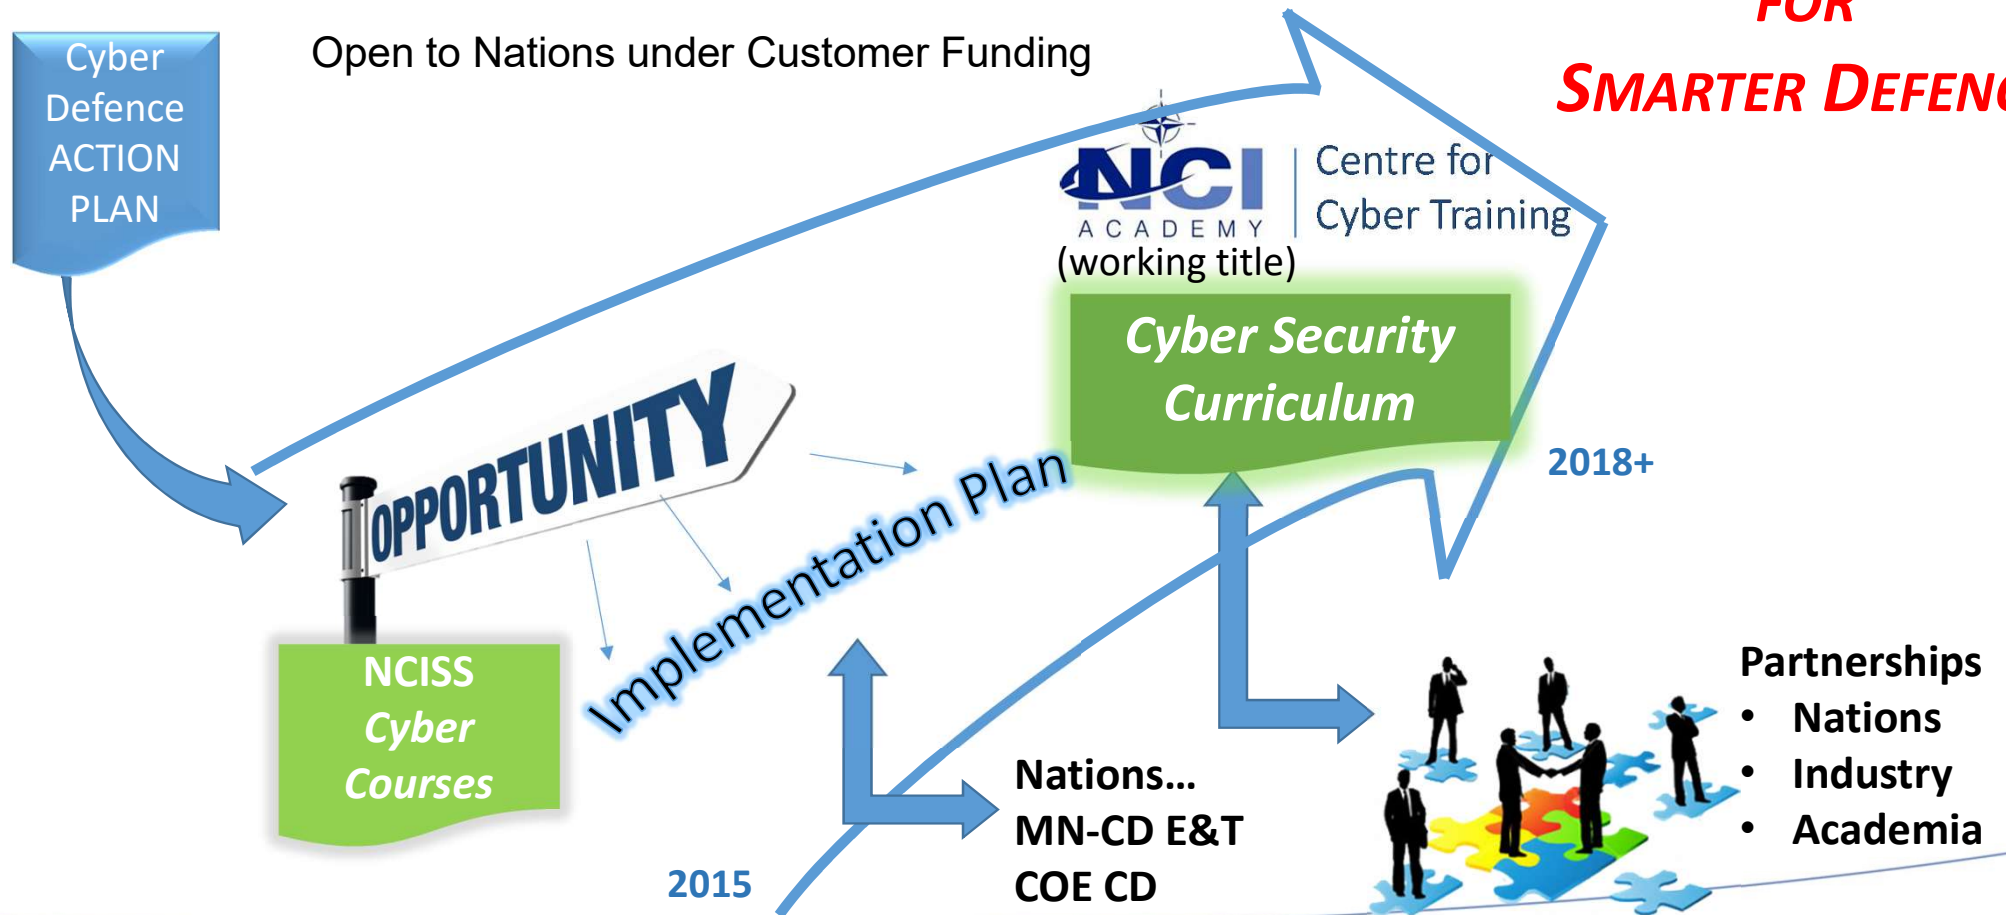 FOR
SMARTER DEFENC
Cyber
Defence
ACTION
PLAN
Open to Nations under Customer Funding
NCI
ACADEMY
Centre for
Cyber Training
(working title)
Cyber Security
Curriculum
2018+
OPPORTUNITY
Implementation Plan
NCISS
Cyber
Courses
2015
Nations...
MN-CD E&T
COE CD
Partnerships
• Nations
• Industry
• Academia